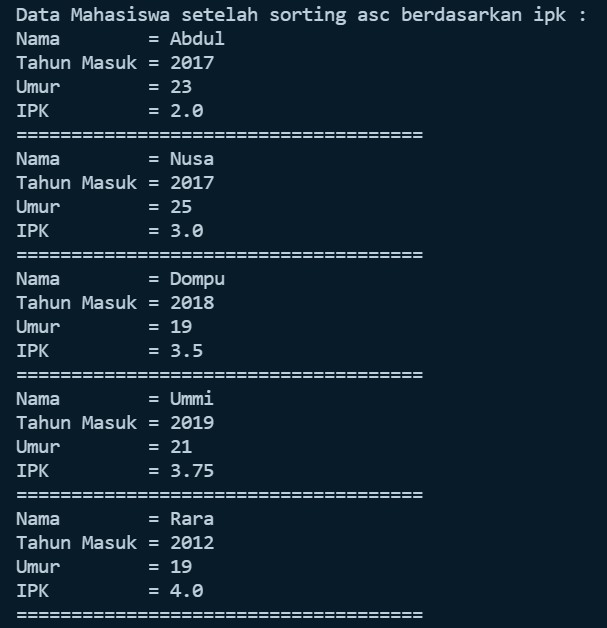 Data Mahasiswa setelah sorting asc berdasarkan ipk :
Nama        = Abdul
Tahun Masuk = 2017
Umur        = 23
IPK         = 2.0
=====================================
Nama        = Nusa
Tahun Masuk = 2017
Umur        = 25
IPK         = 3.0
=====================================
Nama        = Dompu
Tahun Masuk = 2018
Umur        = 19
IPK         = 3.5
=====================================
Nama        = Ummi
Tahun Masuk = 2019
Umur        = 21
IPK         = 3.75
=====================================
Nama        = Rara
Tahun Masuk = 2012
Umur        = 19
IPK         = 4.0
=====================================